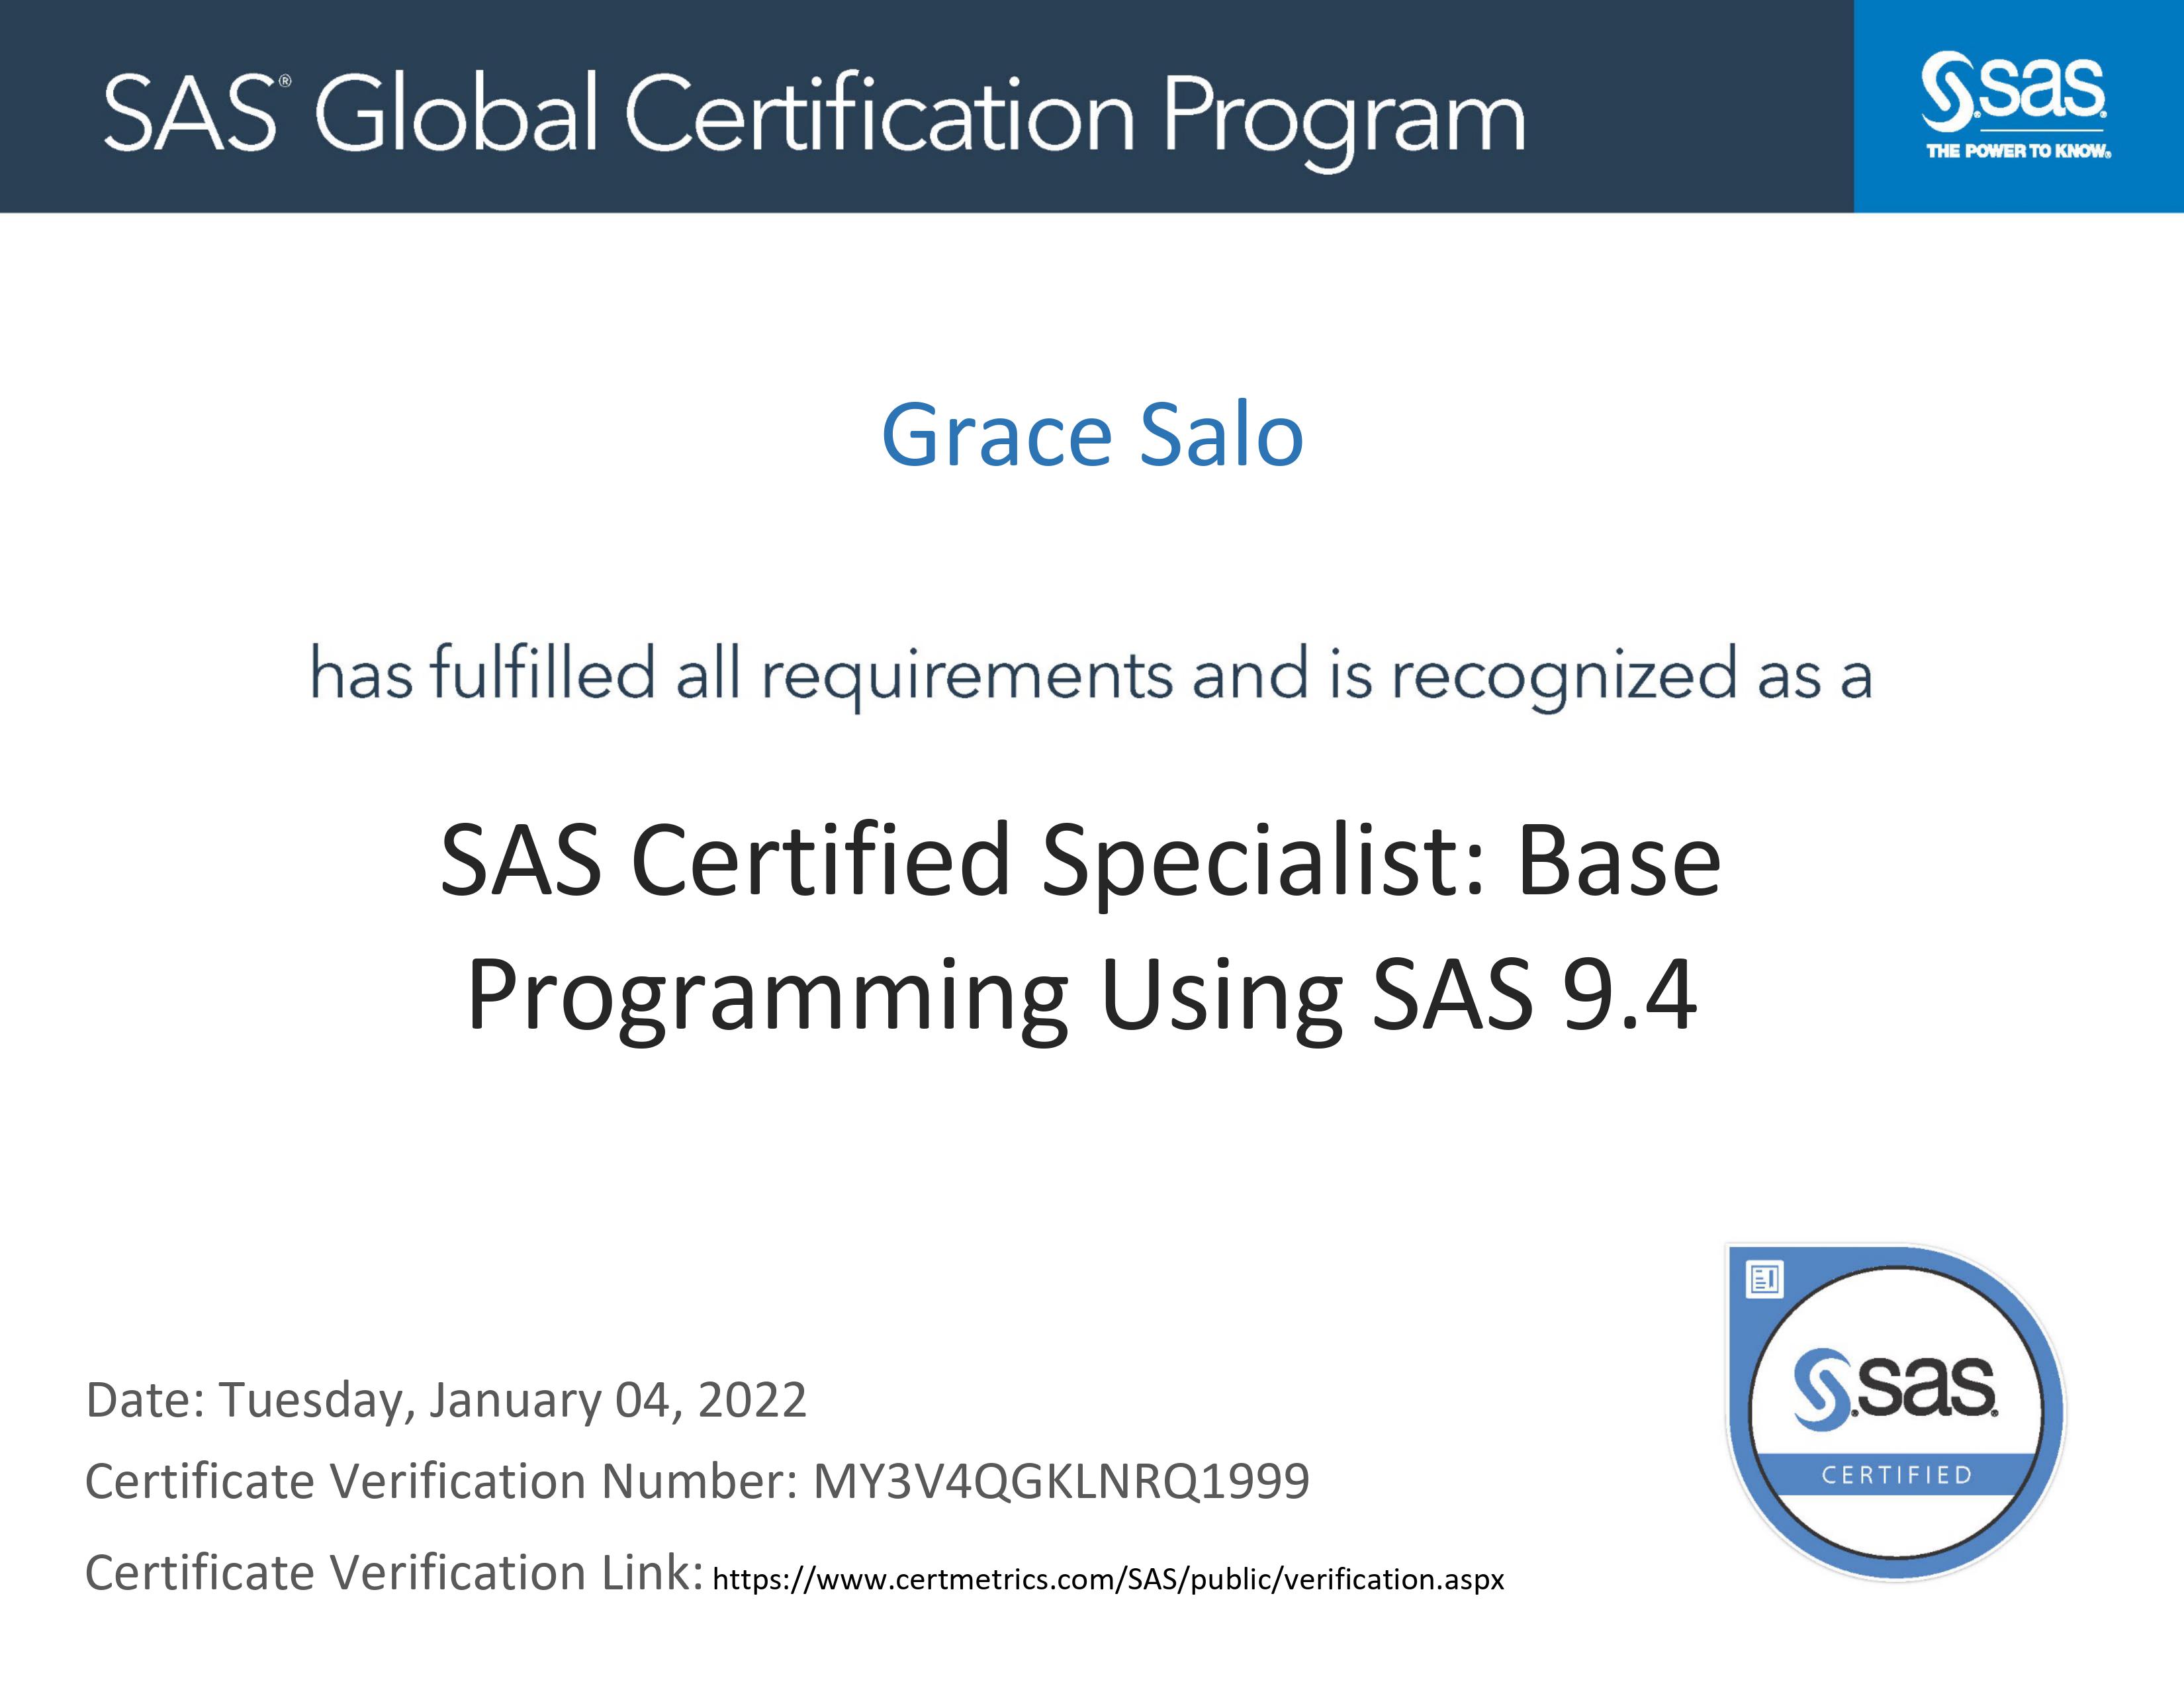 SAS® Global Certification Program
sas
THE POWER TO KNOW®
Grace Salo
has fulfilled all requirements and is recognized as a
SAS Certified Specialist: Base
Programming Using SAS 9.4
Date: Tuesday, January 04, 2022
Certificate Verification Number: MY3V4QGKLNRQ1999
Certificate Verification Link: https://www.certmetrics.com/SAS/public/verification.aspx
sas
CERTIFIED